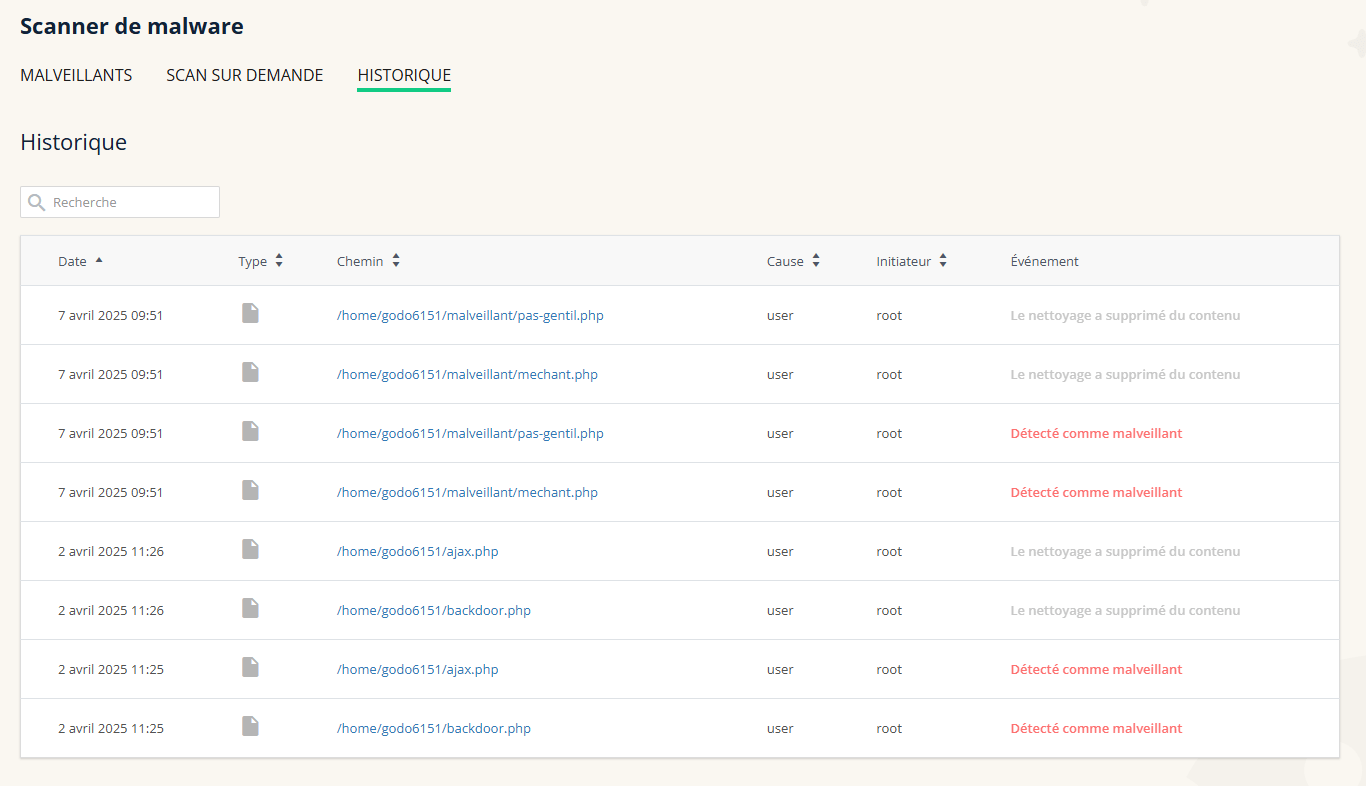 Scanner de malware
MALVEILLANTS SCAN SUR DEMANDE HISTORIQUE
Historique
Recherche
Date Type Chemin Cause Initiateur Événement
7 avril 2025 09:51 /home/godo6151/malveillant/pas-gentil.php user root Le nettoyage a supprimé du contenu
7 avril 2025 09:51 /home/godo6151/malveillant/mechant.php user root Le nettoyage a supprimé du contenu
7 avril 2025 09:51 /home/godo6151/malveillant/pas-gentil.php user root Détecté comme malveillant
7 avril 2025 09:51 /home/godo6151/malveillant/mechant.php user root Détecté comme malveillant
2 avril 2025 11:26 /home/godo6151/ajax.php user root Le nettoyage a supprimé du contenu
2 avril 2025 11:26 /home/godo6151/backdoor.php user root Le nettoyage a supprimé du contenu
2 avril 2025 11:25 /home/godo6151/ajax.php user root Détecté comme malveillant
2 avril 2025 11:25 /home/godo6151/backdoor.php user root Détecté comme malveillant